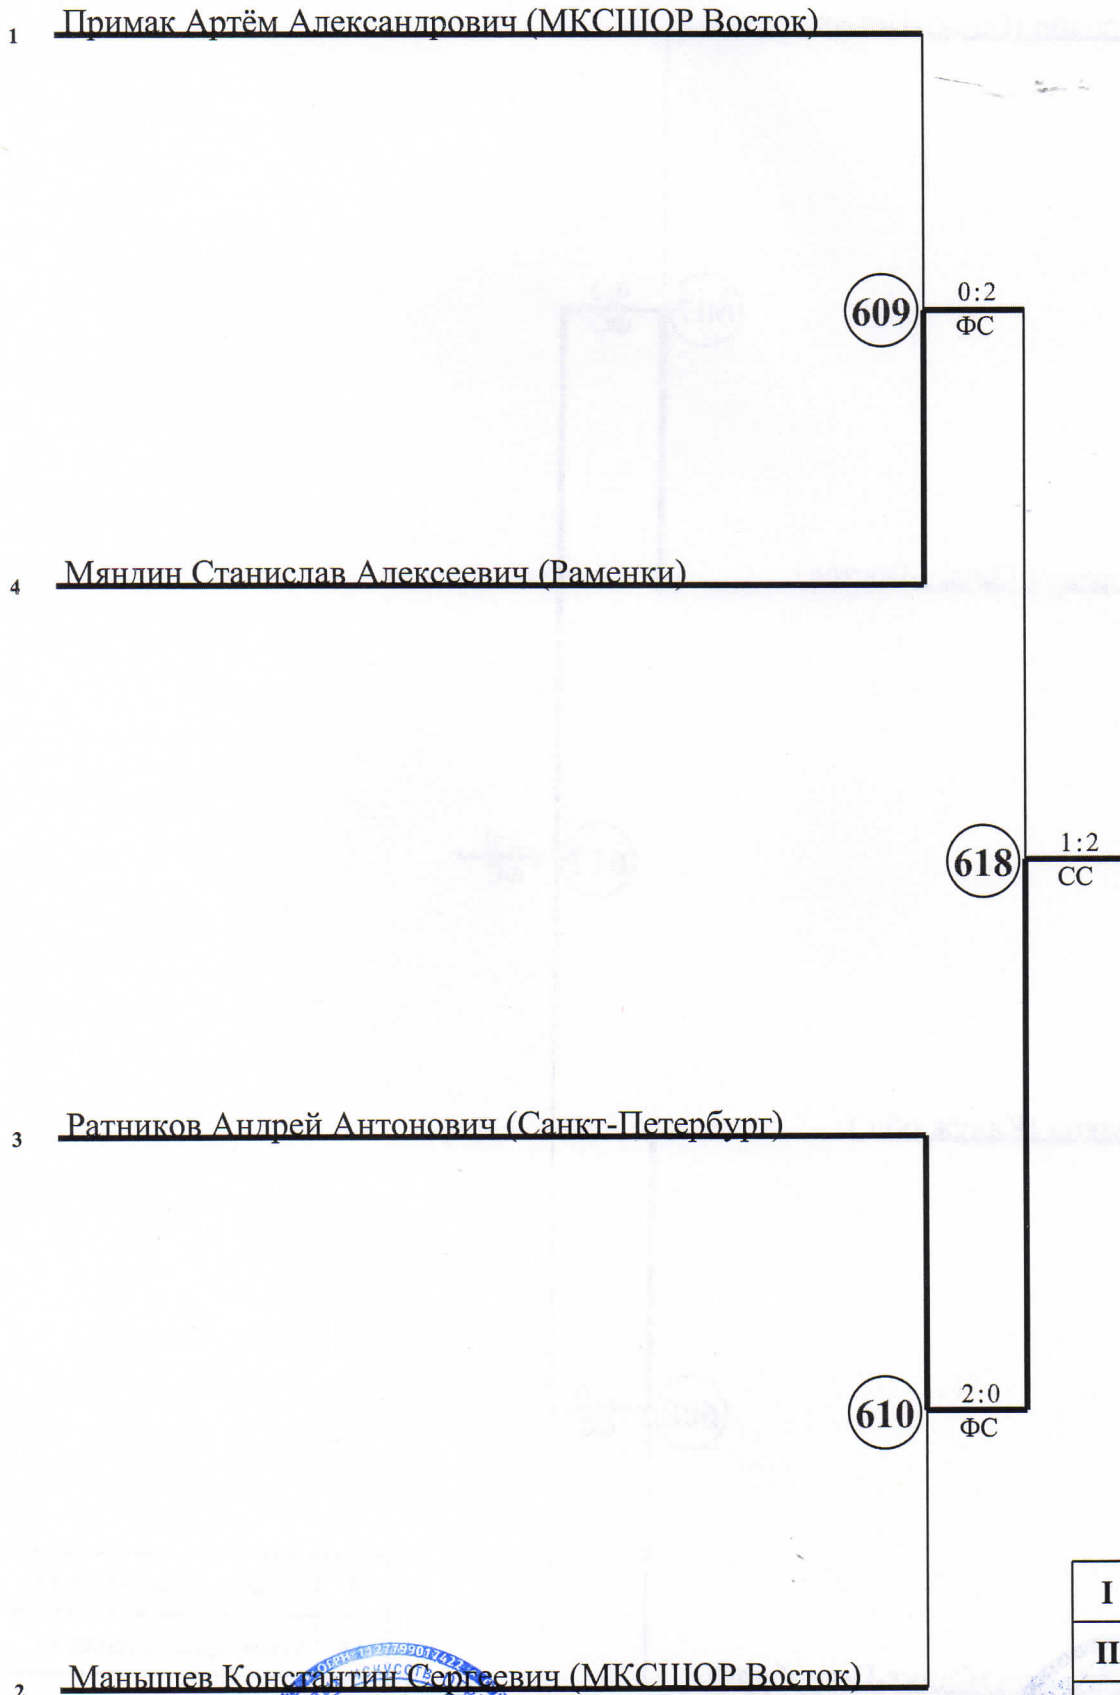 1 Примак Артём Александрович (МКСШОР Восток)
609 0:2
ФС
4 Мяндин Станислав Алексеевич (Раменки)
618 1:2
СС
3 Ратников Андрей Антонович (Санкт-Петербург)
610 2:0
ФС
I
II
2 Манышев Константин Сергеевич (МКСШОР Восток)